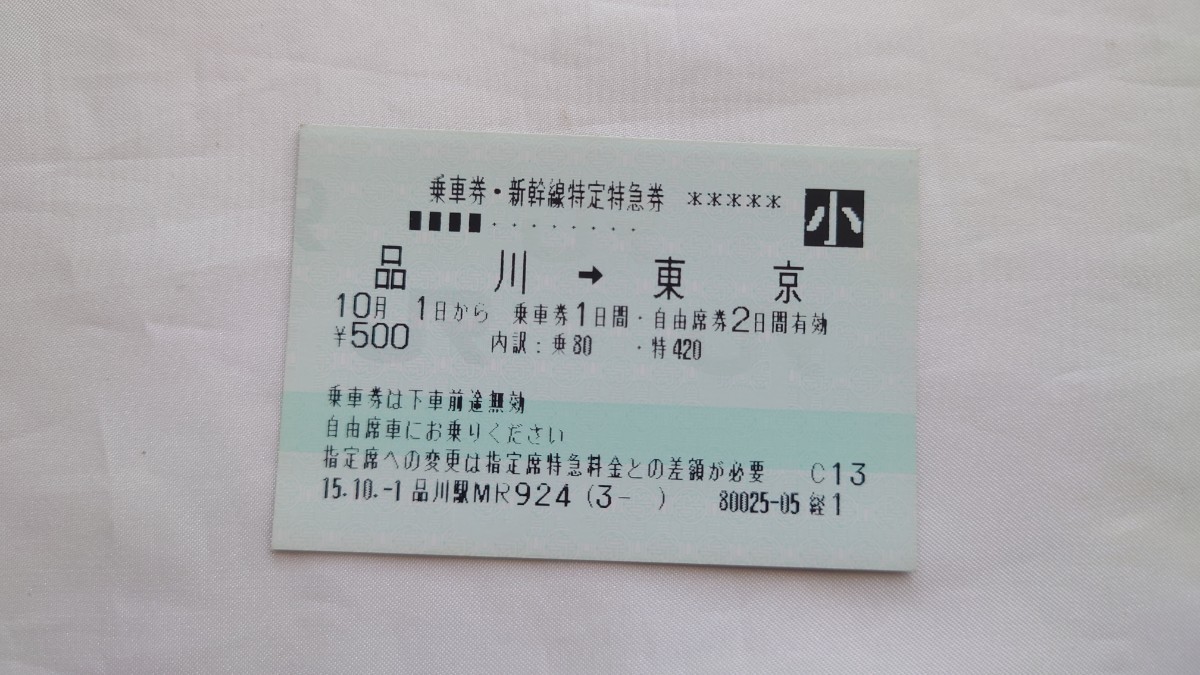 乗車券・新幹線特定特急券 ＊＊＊＊＊ 小
■■■■・・・・・・・・・
品 川 → 東 京
10月 1日から 乗車券1日間・自由席券2日間有効
¥500 内訳：乗80 ・特420
乗車券は下車前途無効
自由席車にお乗りください
指定席への変更は指定席特急料金との差額が必要 C13
15.10.-1 品川駅MR924 (3- ) 80025-05 経1